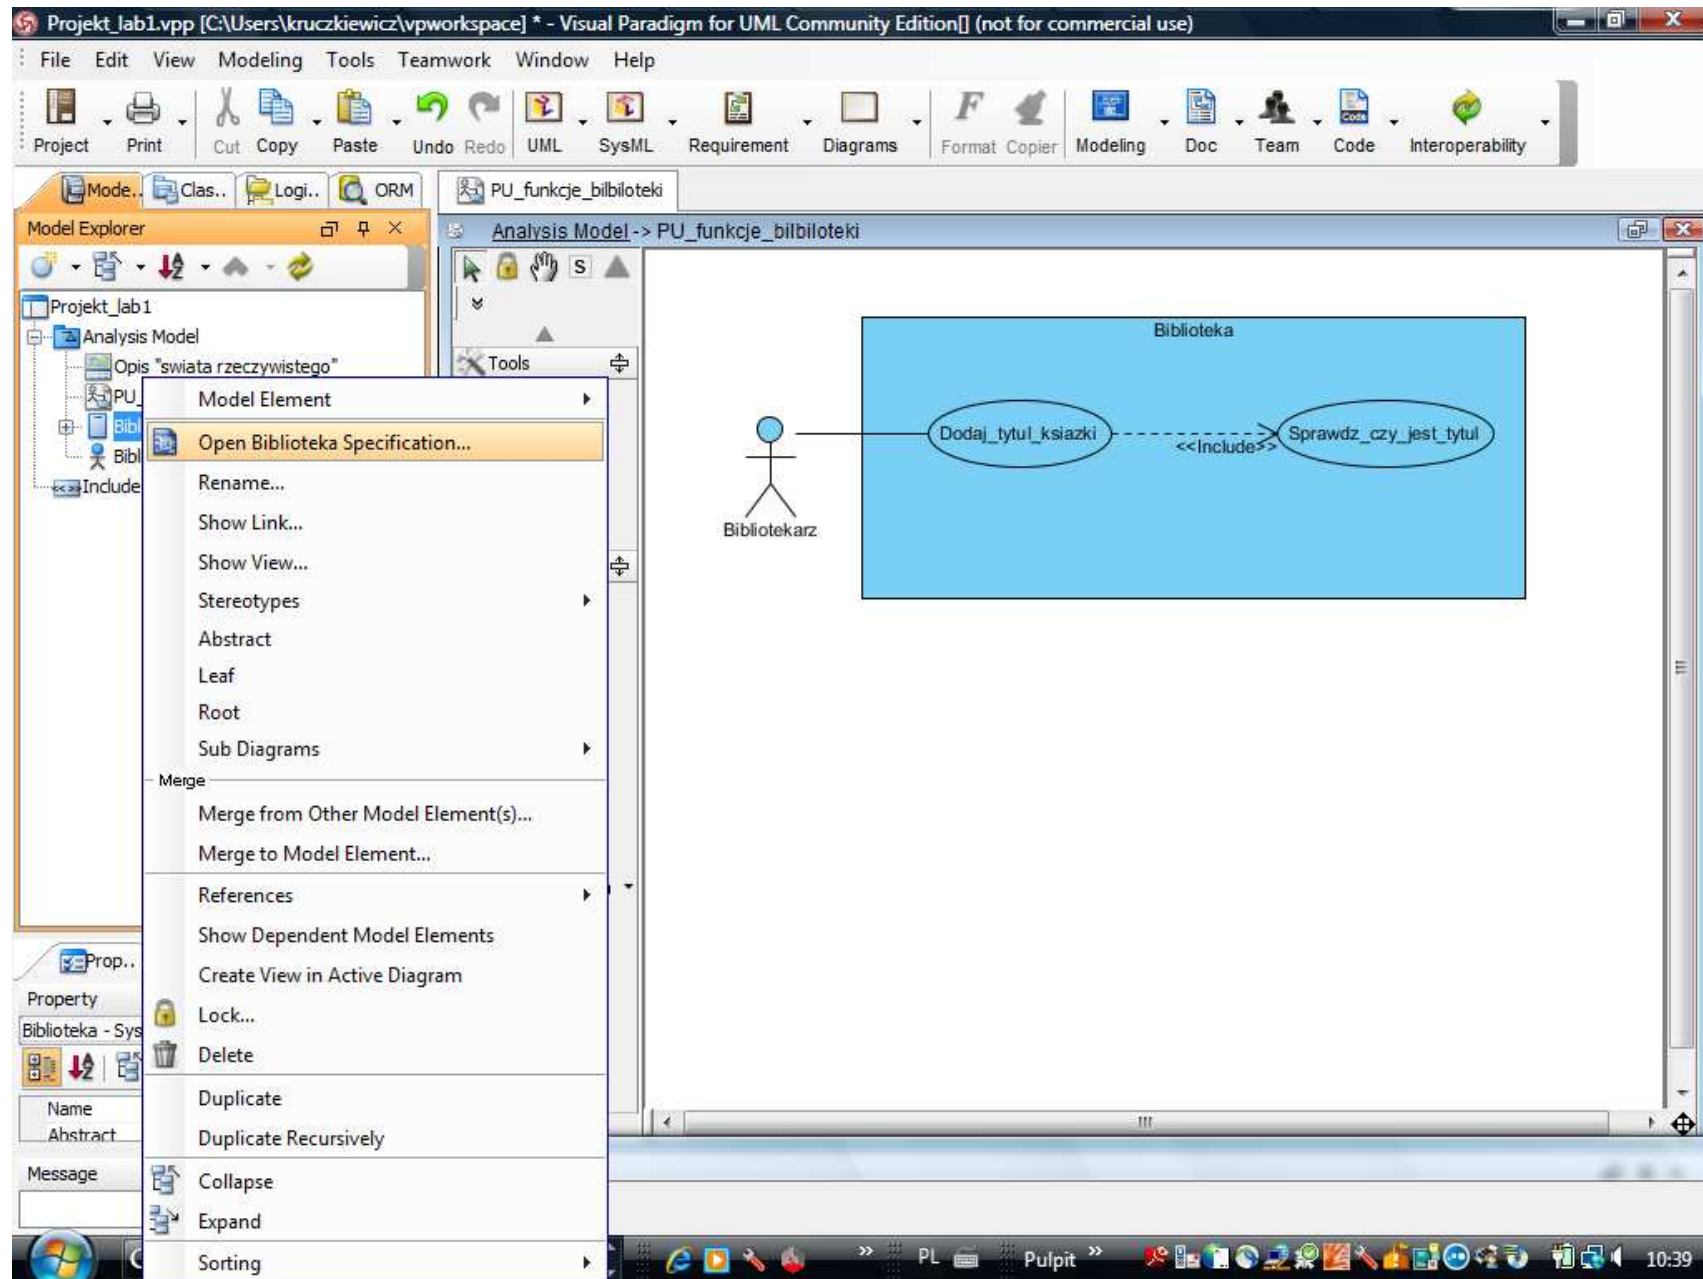 Projekt_lab1.vpp [C:\Users\kruczkiewicz\vpworkspace] * - Visual Paradigm for UML Community Edition[] (not for commercial use)
File Edit View Modeling Tools Teamwork Window Help
Project Print Cut Copy Paste Undo Redo UML SysML Requirement Diagrams Format Copier Modeling Doc Team Code Interoperability
Mode.. Clas.. Logi.. ORM PU_funkcje_bilbiloteki
Model Explorer
Analysis Model -> PU_funkcje_bilbiloteki
S
Projekt_lab1
Analysis Model
Opis "swiata rzeczywistego"
PU_
Bibl
Bibl
Include
Tools
Model Element
Open Biblioteka Specification...
Rename...
Show Link...
Show View...
Stereotypes
Abstract
Leaf
Root
Sub Diagrams
Merge
Merge from Other Model Element(s)...
Merge to Model Element...
References
Show Dependent Model Elements
Create View in Active Diagram
Lock...
Delete
Duplicate
Duplicate Recursively
Collapse
Expand
Sorting
Biblioteka
Dodaj_tytul_ksiazki
<<Include>>
Sprawdz_czy_jest_tytul
Bibliotekarz
Prop..
Property
Biblioteka - Sys
Name
Abstract
Message
PL Pulpit 10:39